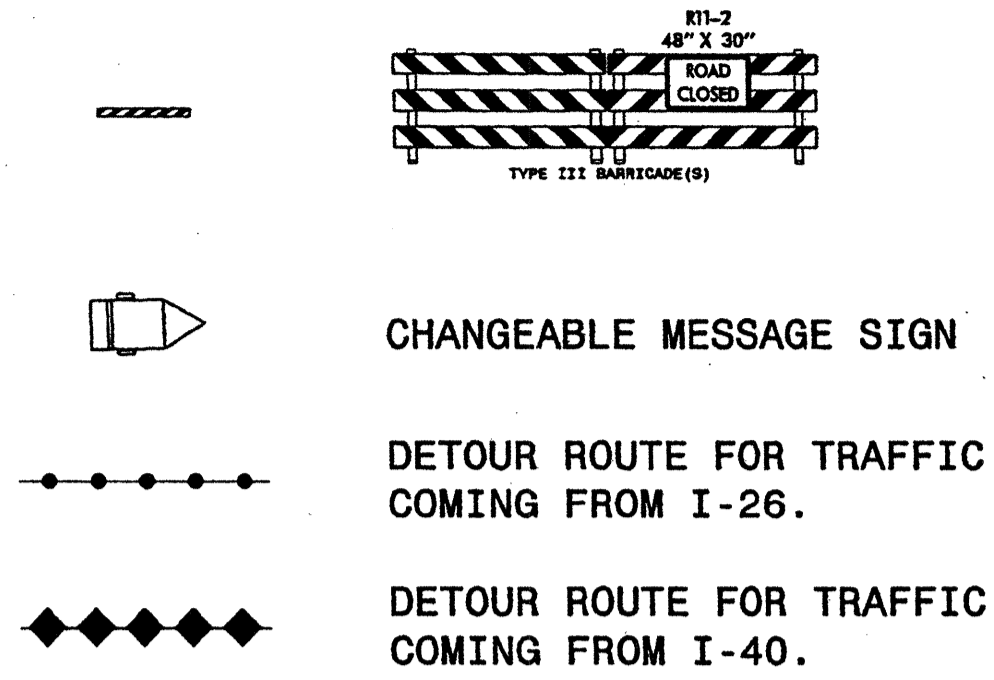 R11-2
48" X 30"
ROAD
CLOSED
TYPE III BARRICADE(S)
CHANGEABLE MESSAGE SIGN
DETOUR ROUTE FOR TRAFFIC
COMING FROM I-26.
DETOUR ROUTE FOR TRAFFIC
COMING FROM I-40.